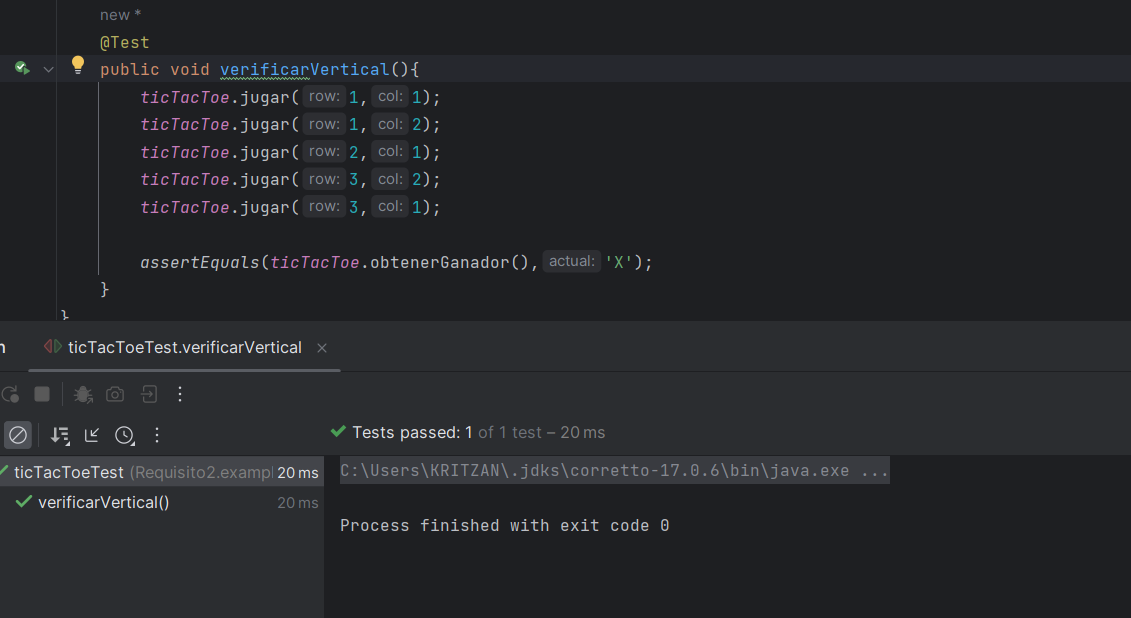 new *
@Test
public void verificarVertical(){
ticTacToe.jugar( row: 1, col: 1);
ticTacToe.jugar( row: 1, col: 2);
ticTacToe.jugar( row: 2, col: 1);
ticTacToe.jugar( row: 3, col: 2);
ticTacToe.jugar( row: 3, col: 1);
assertEquals(ticTacToe.obtenerGanador(), actual: 'X');
}
}
n
ticTacToeTest.verificarVertical
Tests passed: 1 of 1 test – 20 ms
ticTacToeTest (Requisito2.exampl 20 ms
C:\Users\KRITZAN\.jdks\corretto-17.0.6\bin\java.exe ...
verificarVertical() 20 ms
Process finished with exit code 0